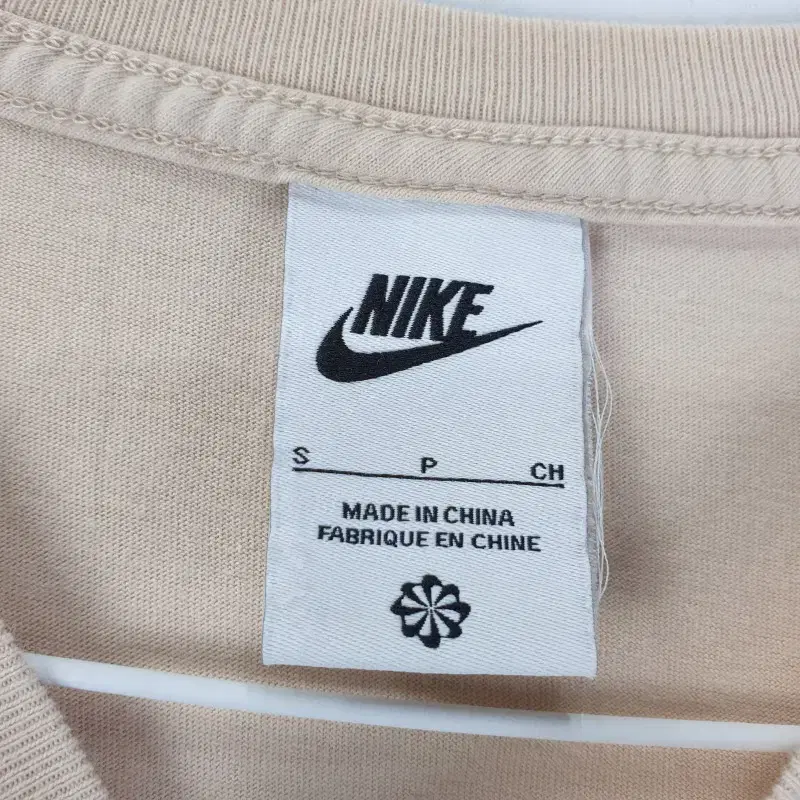 NIKE
S P CH
MADE IN CHINA
FABRIQUE EN CHINE